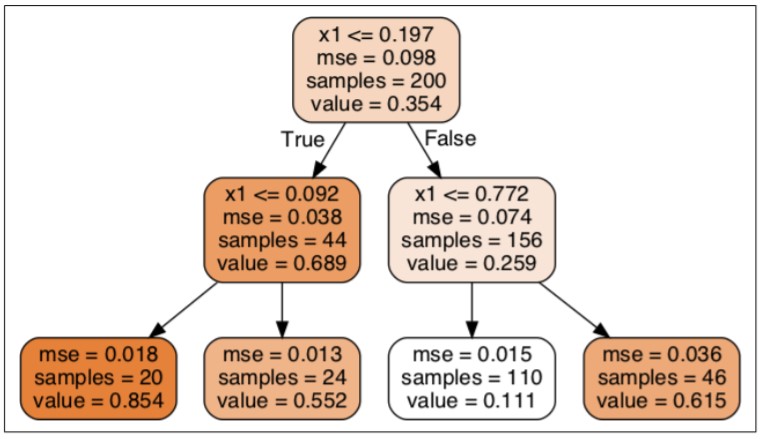 x1 <= 0.197
mse = 0.098
samples = 200
value = 0.354
True
False
x1 <= 0.092
mse = 0.038
samples = 44
value = 0.689
x1 <= 0.772
mse = 0.074
samples = 156
value = 0.259
mse = 0.018
samples = 20
value = 0.854
mse = 0.013
samples = 24
value = 0.552
mse = 0.015
samples = 110
value = 0.111
mse = 0.036
samples = 46
value = 0.615